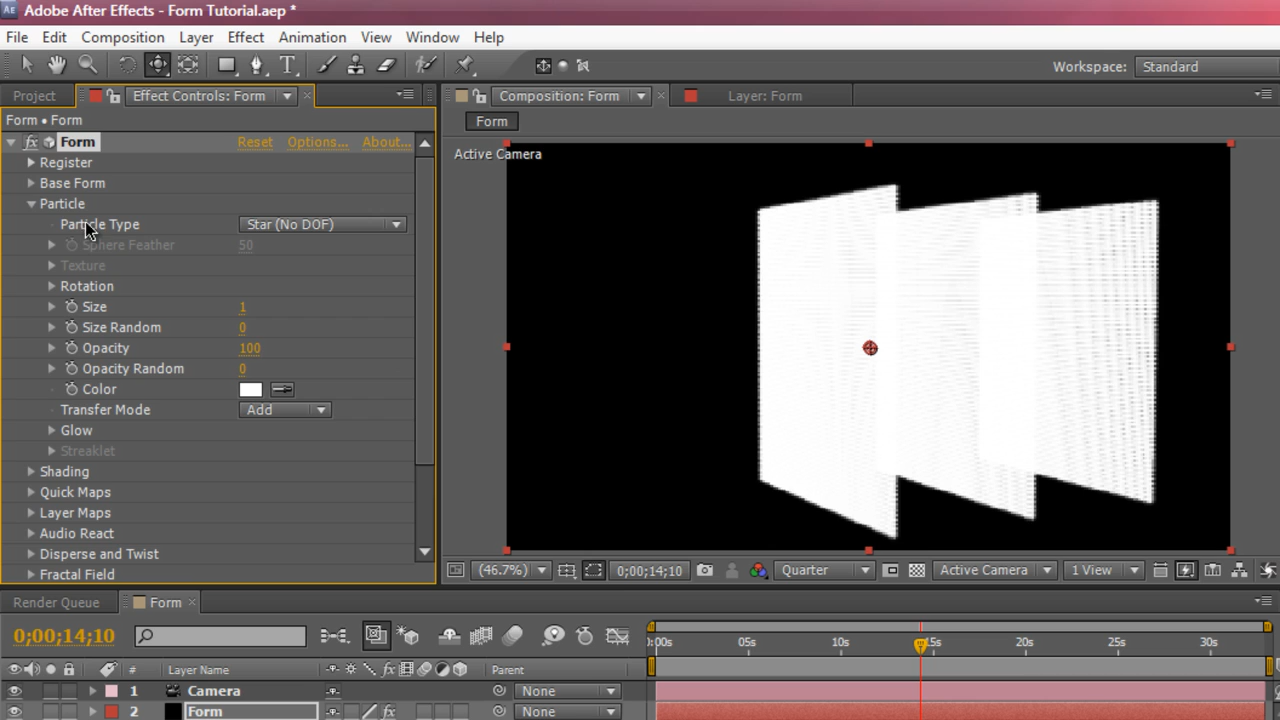 Ae Adobe After Effects - Form Tutorial.aep *
File Edit Composition Layer Effect Animation View Window Help
Workspace: Standard
Project Effect Controls: Form
Form • Form
fx Form Reset Options... About...
Register
Base Form
Particle
Particle Type Star (No DOF)
Sphere Feather 50
Texture
Rotation
Size 1
Size Random 0
Opacity 100
Opacity Random 0
Color
Transfer Mode Add
Glow
Streaklet
Shading
Quick Maps
Layer Maps
Audio React
Disperse and Twist
Fractal Field
Composition: Form Layer: Form
Form
Active Camera
(46.7%) 0;00;14;10 Quarter Active Camera 1 View
Render Queue Form
0;00;14;10
0:00s 05s 10s 15s 20s 25s 30s
# Layer Name fx Parent
1 Camera None
2 Form fx None